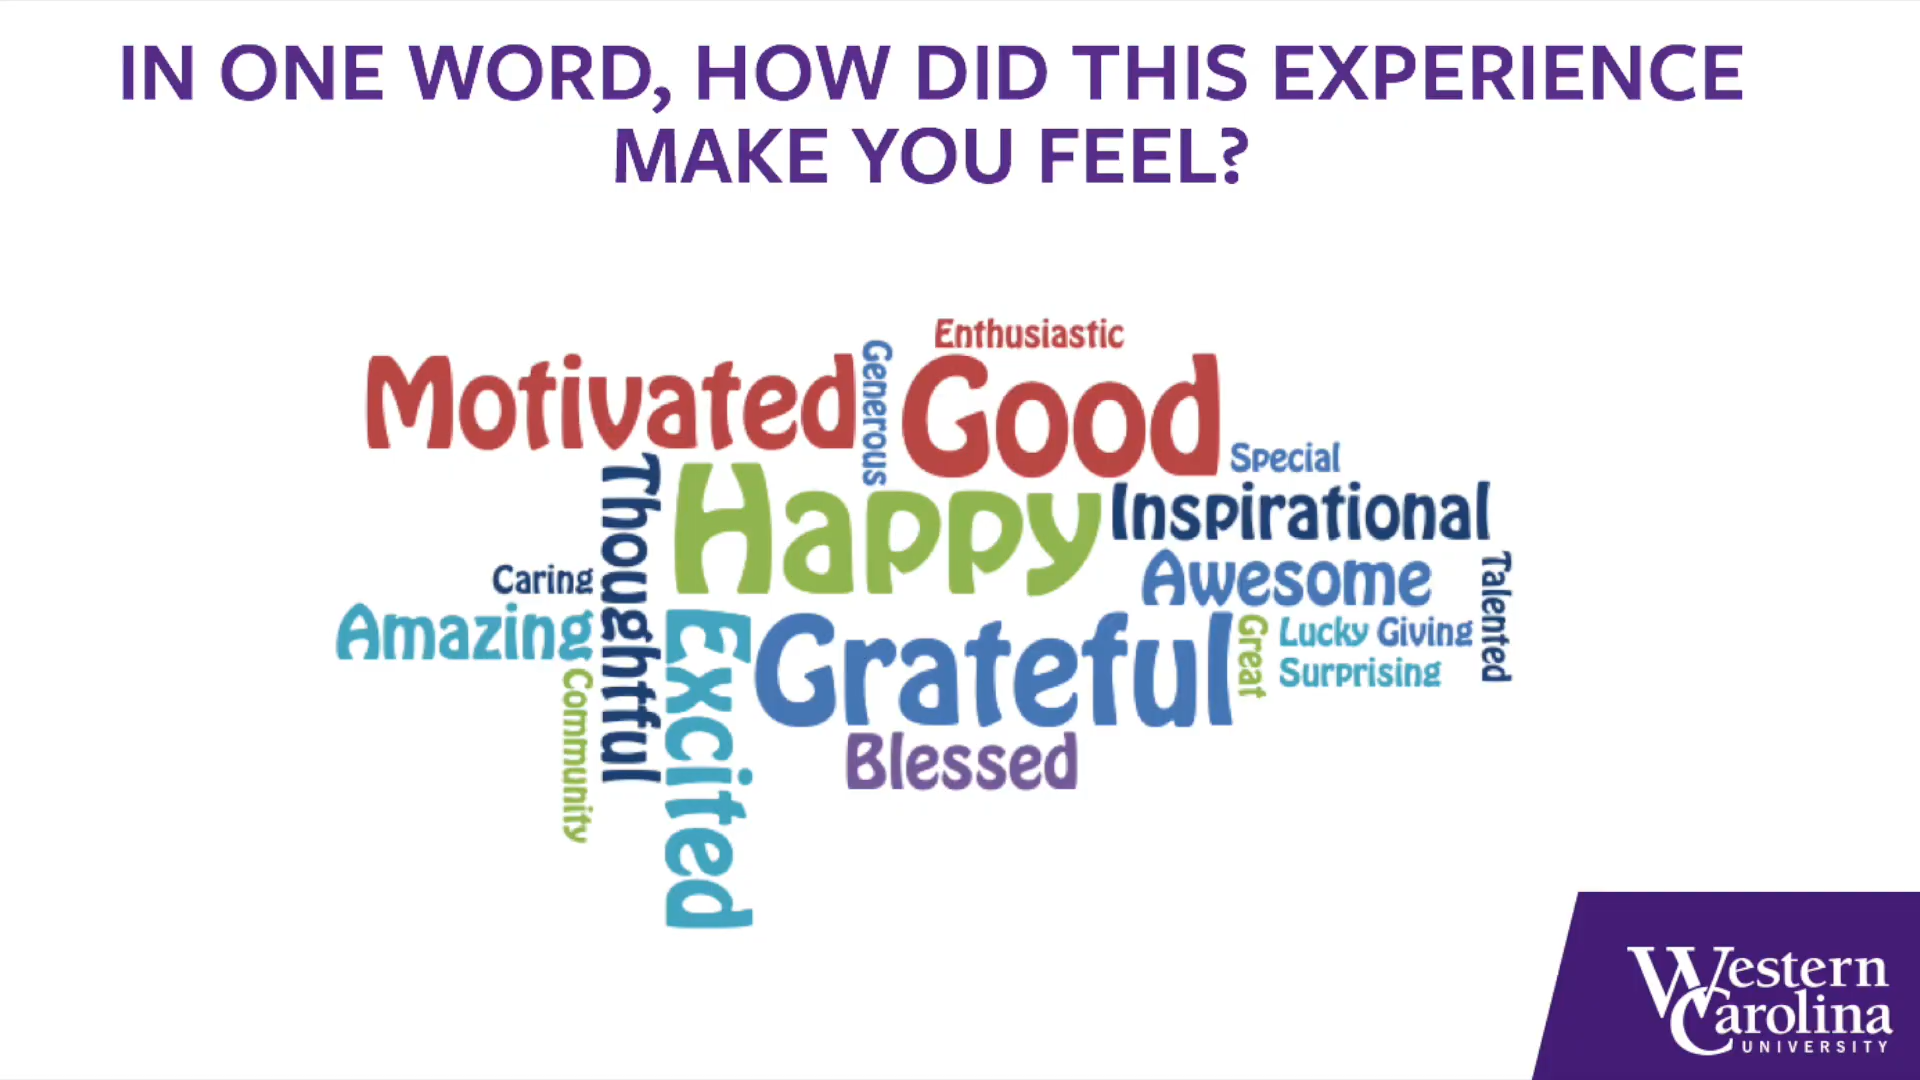 IN ONE WORD, HOW DID THIS EXPERIENCE
MAKE YOU FEEL?
Enthusiastic
Motivated
Generous
Good
Special
Thoughtful
Happy
Inspirational
Caring
Awesome
Talented
Amazing
Excited
Grateful
Great
Lucky
Giving
Surprising
Community
Blessed
Western
Carolina
UNIVERSITY